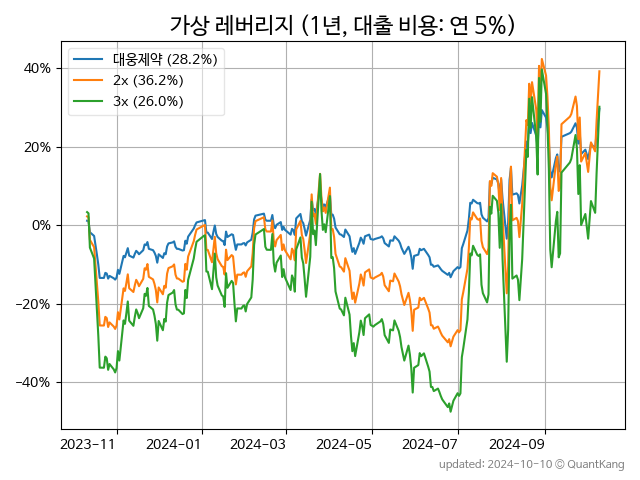 가상 레버리지 (1년, 대출 비용: 연 5%)
대웅제약 (28.2%)
2x (36.2%)
3x (26.0%)
40%
20%
0%
−20%
−40%
2023-11
2024-01
2024-03
2024-05
2024-07
2024-09
updated: 2024-10-10 © QuantKang